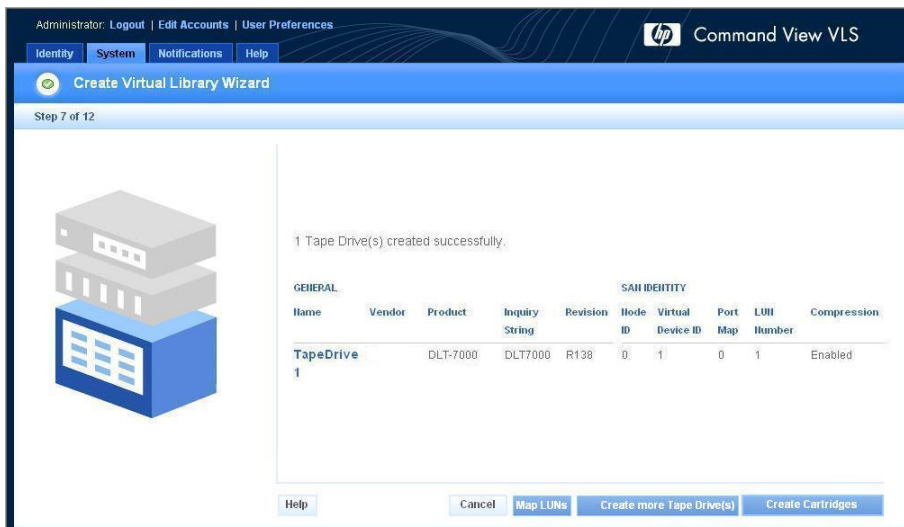 Administrator: Logout | Edit Accounts | User Preferences
hp Command View VLS
Identity System Notifications Help
Create Virtual Library Wizard
Step 7 of 12
1 Tape Drive(s) created successfully.
GENERAL SAN IDENTITY
Name Vendor Product Inquiry String Revision Node ID Virtual Device ID Port Map LUN Number Compression
TapeDrive 1 DLT-7000 DLT7000 R138 0 1 0 1 Enabled
Help Cancel Map LUNs Create more Tape Drive(s) Create Cartridges